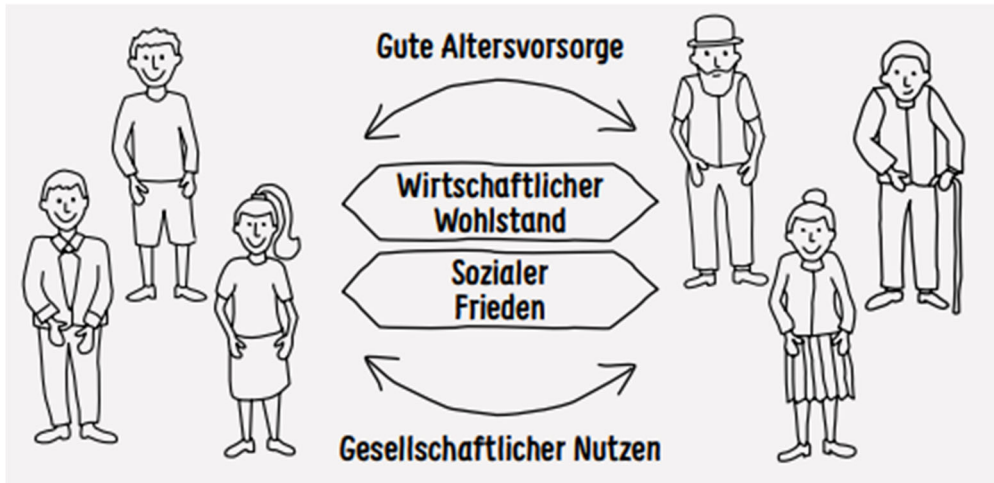 Gute Altersvorsorge
Wirtschaftlicher
Wohlstand
Sozialer
Frieden
Gesellschaftlicher Nutzen